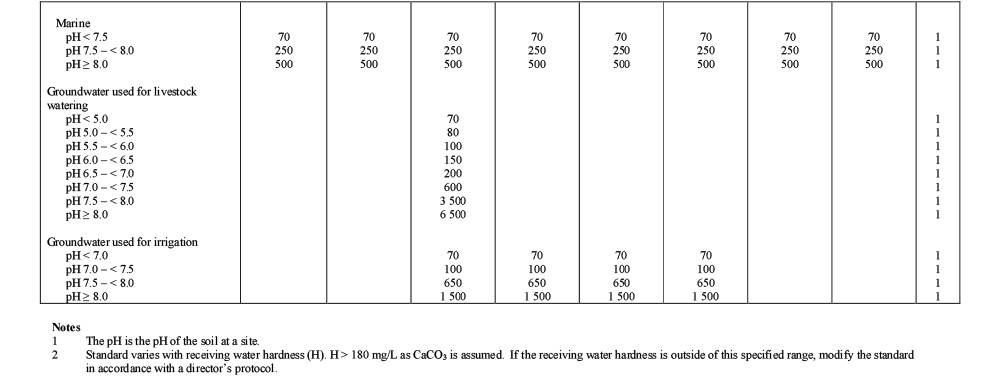 Marine
pH < 7.5 70 70 70 70 70 70 70 70 1
pH 7.5 – < 8.0 250 250 250 250 250 250 250 250 1
pH ≥ 8.0 500 500 500 500 500 500 500 500 1
Groundwater used for livestock
watering
pH < 5.0 70 1
pH 5.0 – < 5.5 80 1
pH 5.5 – < 6.0 100 1
pH 6.0 – < 6.5 150 1
pH 6.5 – < 7.0 200 1
pH 7.0 – < 7.5 600 1
pH 7.5 – < 8.0 3 500 1
pH ≥ 8.0 6 500 1
Groundwater used for irrigation
pH < 7.0 70 70 70 70 1
pH 7.0 – < 7.5 100 100 100 100 1
pH 7.5 – < 8.0 650 650 650 650 1
pH ≥ 8.0 1 500 1 500 1 500 1 500 1
Notes
1 The pH is the pH of the soil at a site.
2 Standard varies with receiving water hardness (H). H > 180 mg/L as CaCO₃ is assumed. If the receiving water hardness is outside of this specified range, modify the standard
in accordance with a director's protocol.